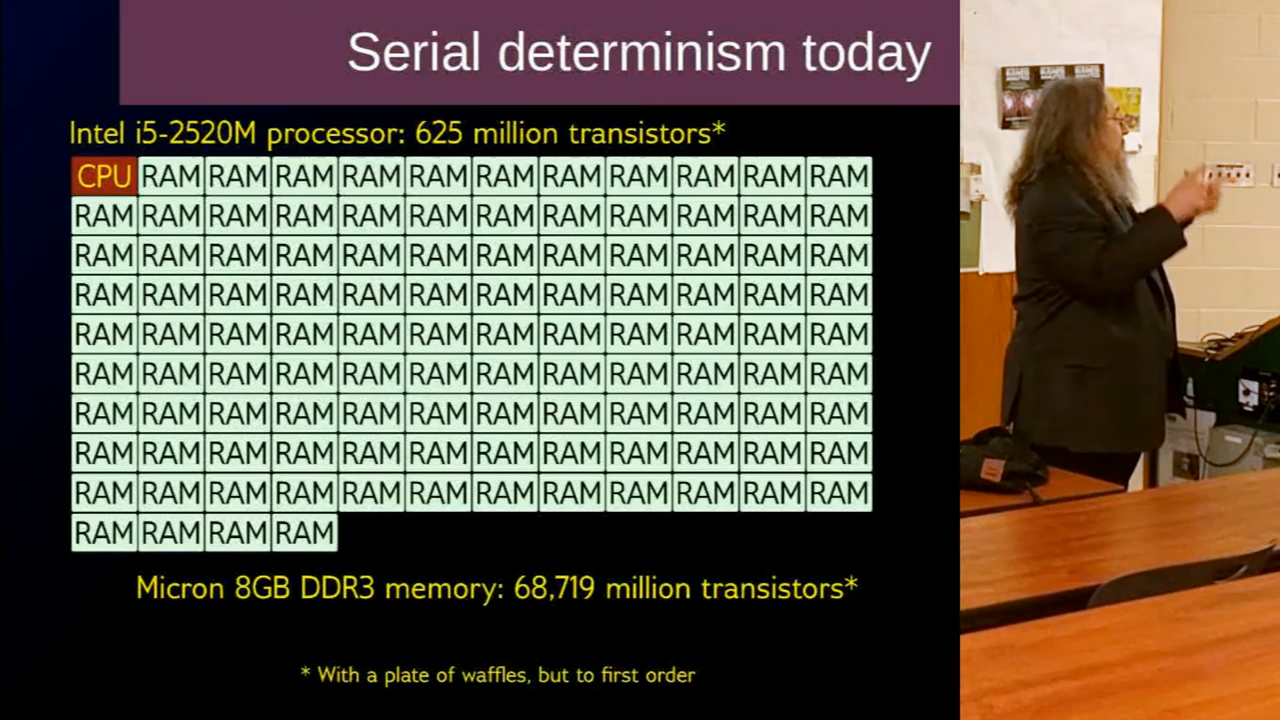 Serial determinism today
Intel i5-2520M processor: 625 million transistors*
CPU RAM RAM RAM RAM RAM RAM RAM RAM RAM RAM RAM
RAM RAM RAM RAM RAM RAM RAM RAM RAM RAM RAM RAM
RAM RAM RAM RAM RAM RAM RAM RAM RAM RAM RAM RAM
RAM RAM RAM RAM RAM RAM RAM RAM RAM RAM RAM RAM
RAM RAM RAM RAM RAM RAM RAM RAM RAM RAM RAM RAM
RAM RAM RAM RAM RAM RAM RAM RAM RAM RAM RAM RAM
RAM RAM RAM RAM RAM RAM RAM RAM RAM RAM RAM RAM
RAM RAM RAM RAM RAM RAM RAM RAM RAM RAM RAM RAM
RAM RAM RAM RAM RAM RAM RAM RAM RAM RAM RAM RAM
RAM RAM RAM RAM
Micron 8GB DDR3 memory: 68,719 million transistors*
* With a plate of waffles, but to first order